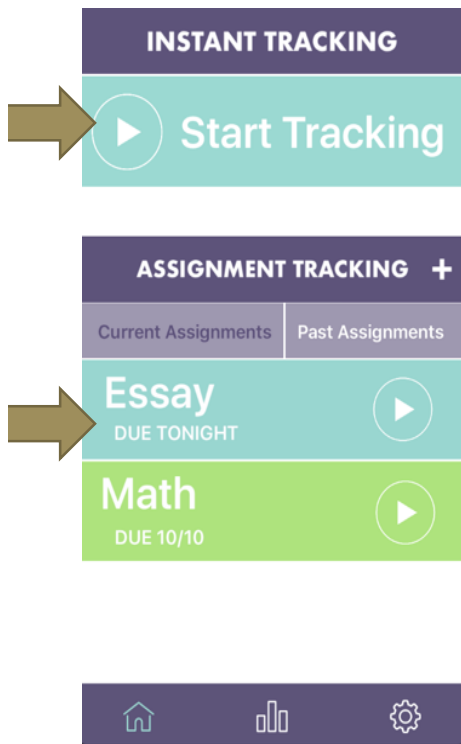 INSTANT TRACKING
Start Tracking
ASSIGNMENT TRACKING +
Current Assignments Past Assignments
Essay
DUE TONIGHT
Math
DUE 10/10